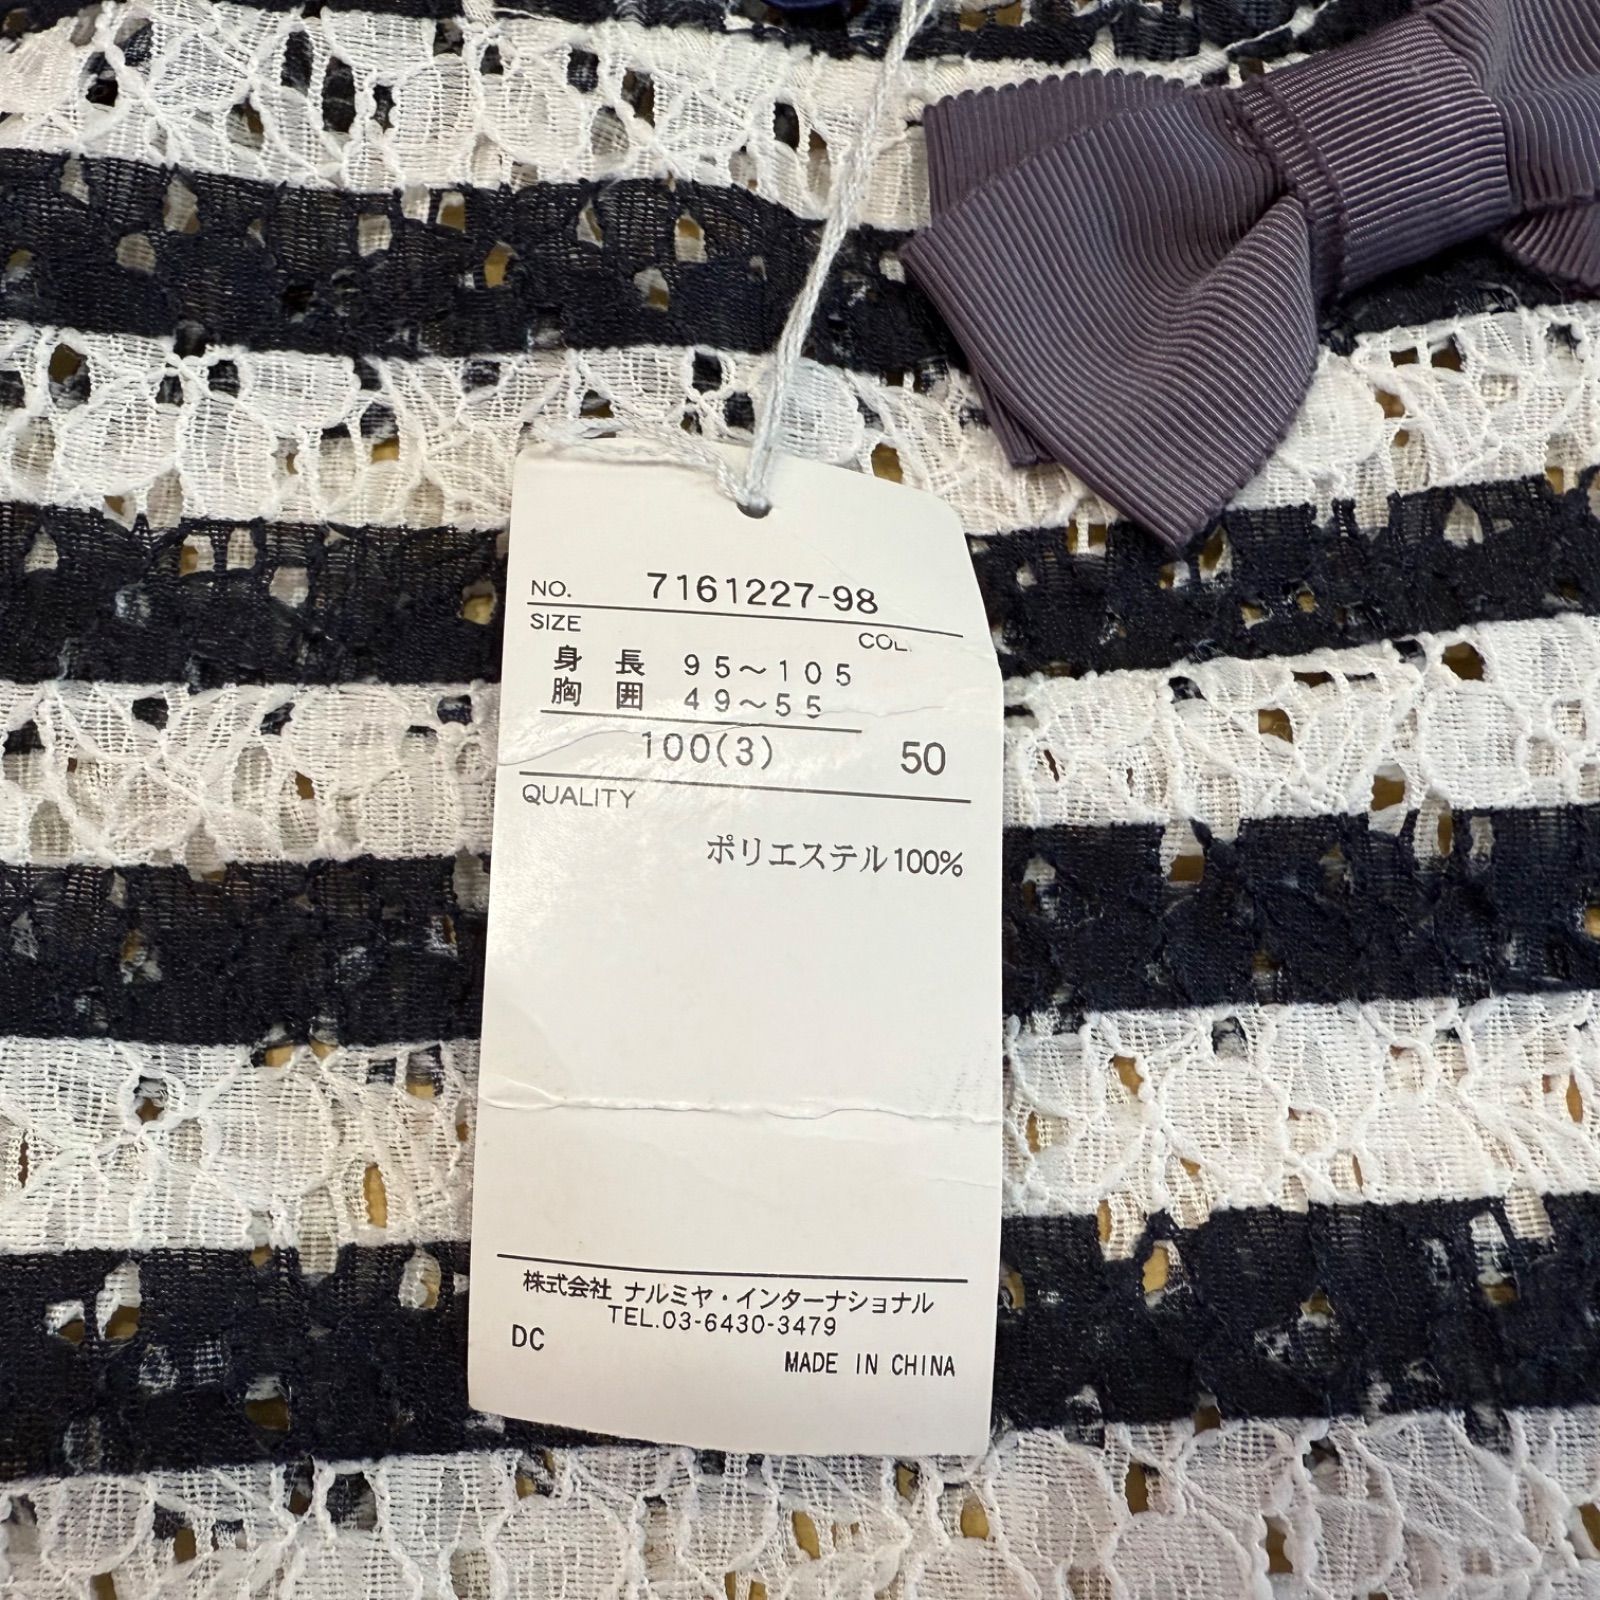 NO. 7161227-98
SIZE COL.
身長 95～105
胸囲 49～55
100(3) 50
QUALITY
ポリエステル100%
株式会社 ナルミヤ・インターナショナル
TEL.03-6430-3479
DC
MADE IN CHINA